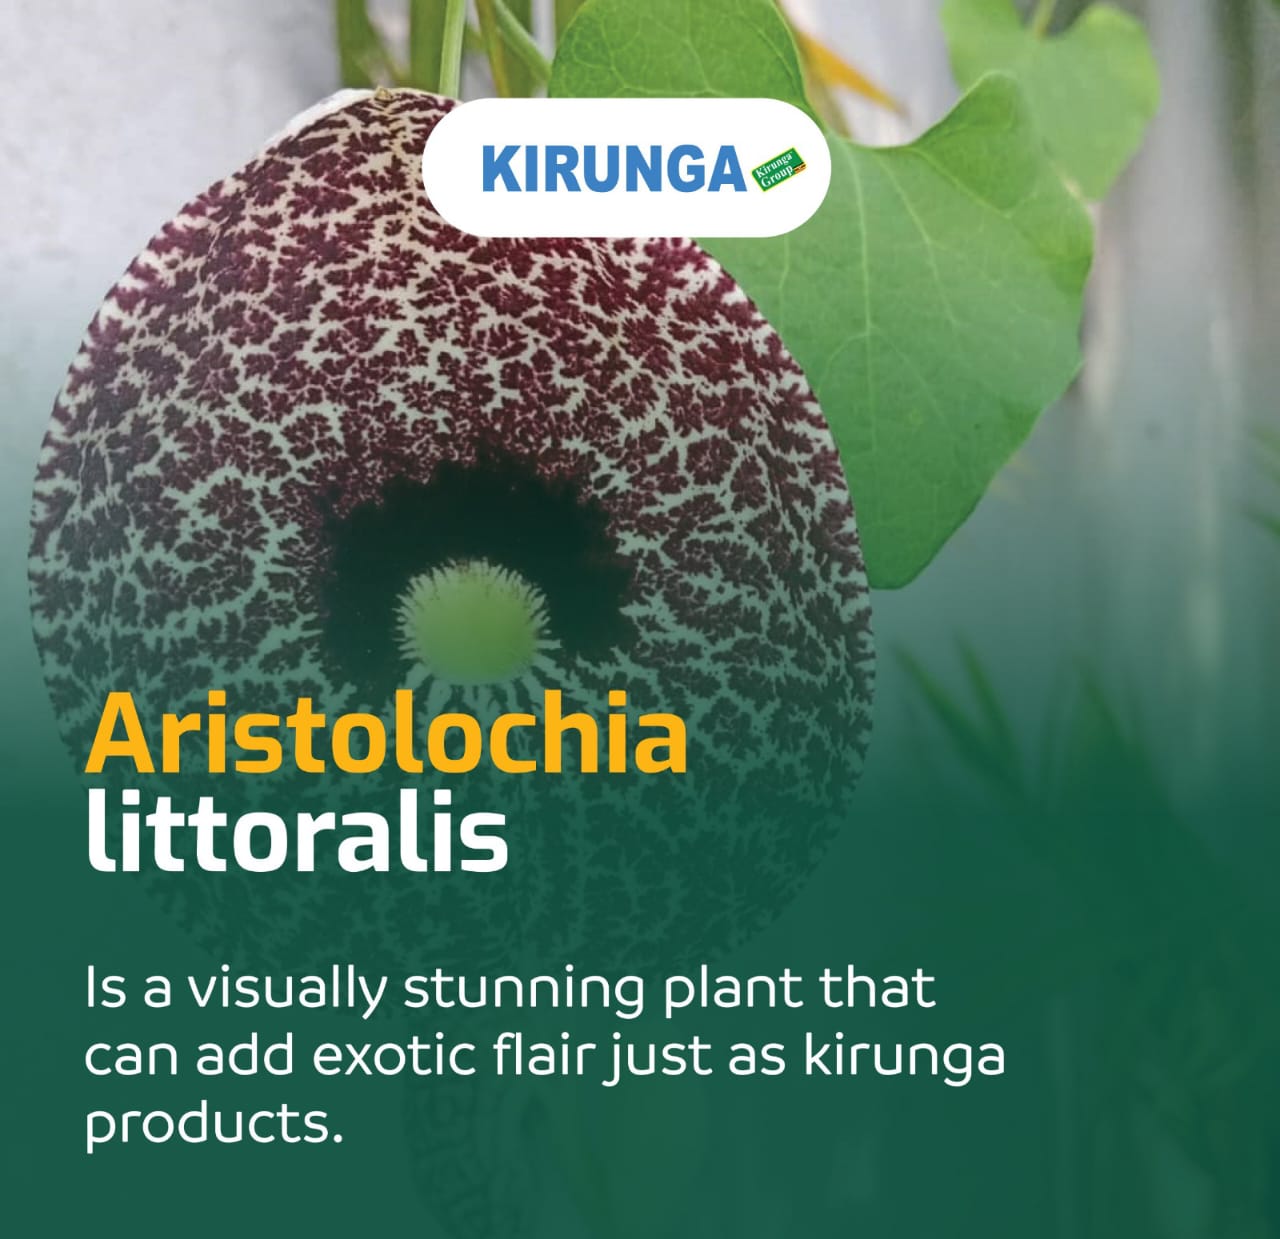 KIRUNGA
Kirunga
Group
Aristolochia
littoralis
Is a visually stunning plant that
can add exotic flair just as kirunga
products.